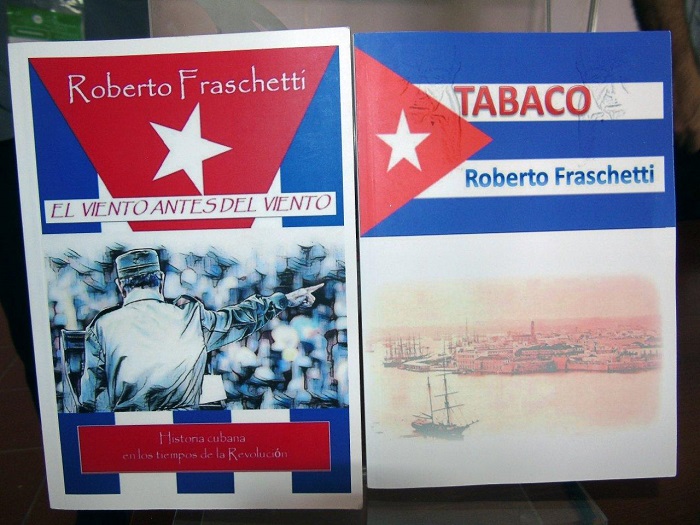 Roberto Fraschetti
EL VIENTO ANTES DEL VIENTO
Historia cubana
en los tiempos de la Revolución
TABACO
Roberto Fraschetti